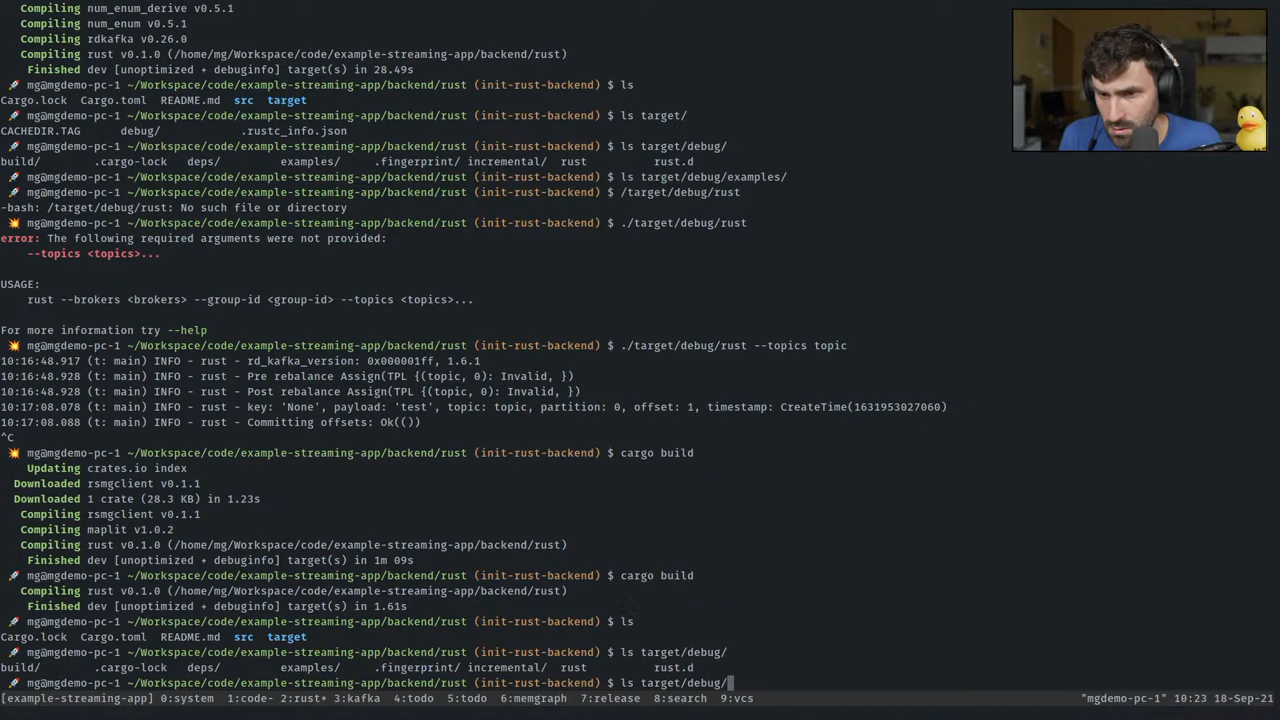 Compiling num_enum_derive v0.5.1
Compiling num_enum v0.5.1
Compiling rdkafka v0.26.0
Compiling rust v0.1.0 (/home/mg/Workspace/code/example-streaming-app/backend/rust)
Finished dev [unoptimized + debuginfo] target(s) in 28.49s
🚀 mg@mgdemo-pc-1 ~/Workspace/code/example-streaming-app/backend/rust (init-rust-backend) $ ls
Cargo.lock Cargo.toml README.md src target
🚀 mg@mgdemo-pc-1 ~/Workspace/code/example-streaming-app/backend/rust (init-rust-backend) $ ls target/
CACHEDIR.TAG debug/ .rustc_info.json
🚀 mg@mgdemo-pc-1 ~/Workspace/code/example-streaming-app/backend/rust (init-rust-backend) $ ls target/debug/
build/ .cargo-lock deps/ examples/ .fingerprint/ incremental/ rust rust.d
🚀 mg@mgdemo-pc-1 ~/Workspace/code/example-streaming-app/backend/rust (init-rust-backend) $ ls target/debug/examples/
🚀 mg@mgdemo-pc-1 ~/Workspace/code/example-streaming-app/backend/rust (init-rust-backend) $ /target/debug/rust
-bash: /target/debug/rust: No such file or directory
💥 mg@mgdemo-pc-1 ~/Workspace/code/example-streaming-app/backend/rust (init-rust-backend) $ ./target/debug/rust
error: The following required arguments were not provided:
--topics <topics>...
USAGE:
rust --brokers <brokers> --group-id <group-id> --topics <topics>...
For more information try --help
💥 mg@mgdemo-pc-1 ~/Workspace/code/example-streaming-app/backend/rust (init-rust-backend) $ ./target/debug/rust --topics topic
10:16:48.917 (t: main) INFO - rust - rd_kafka_version: 0x000001ff, 1.6.1
10:16:48.928 (t: main) INFO - rust - Pre rebalance Assign(TPL {(topic, 0): Invalid, })
10:16:48.928 (t: main) INFO - rust - Post rebalance Assign(TPL {(topic, 0): Invalid, })
10:17:08.078 (t: main) INFO - rust - key: 'None', payload: 'test', topic: topic, partition: 0, offset: 1, timestamp: CreateTime(1631953027060)
10:17:08.088 (t: main) INFO - rust - Committing offsets: Ok(())
^C
💥 mg@mgdemo-pc-1 ~/Workspace/code/example-streaming-app/backend/rust (init-rust-backend) $ cargo build
Updating crates.io index
Downloaded rsmgclient v0.1.1
Downloaded 1 crate (28.3 KB) in 1.23s
Compiling rsmgclient v0.1.1
Compiling maplit v1.0.2
Compiling rust v0.1.0 (/home/mg/Workspace/code/example-streaming-app/backend/rust)
Finished dev [unoptimized + debuginfo] target(s) in 1m 09s
🚀 mg@mgdemo-pc-1 ~/Workspace/code/example-streaming-app/backend/rust (init-rust-backend) $ cargo build
Compiling rust v0.1.0 (/home/mg/Workspace/code/example-streaming-app/backend/rust)
Finished dev [unoptimized + debuginfo] target(s) in 1.61s
🚀 mg@mgdemo-pc-1 ~/Workspace/code/example-streaming-app/backend/rust (init-rust-backend) $ ls
Cargo.lock Cargo.toml README.md src target
🚀 mg@mgdemo-pc-1 ~/Workspace/code/example-streaming-app/backend/rust (init-rust-backend) $ ls target/debug/
build/ .cargo-lock deps/ examples/ .fingerprint/ incremental/ rust rust.d
🚀 mg@mgdemo-pc-1 ~/Workspace/code/example-streaming-app/backend/rust (init-rust-backend) $ ls target/debug/
[example-streaming-app] 0:system 1:code- 2:rust* 3:kafka 4:todo 5:todo 6:memgraph 7:release 8:search 9:vcs "mgdemo-pc-1" 10:23 18-Sep-21